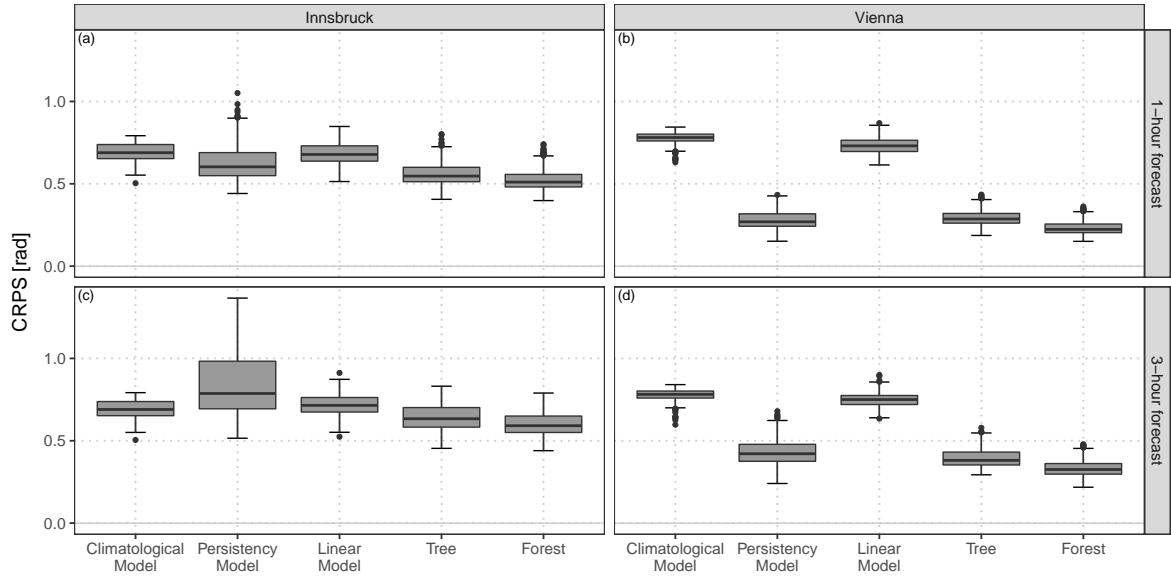 Innsbruck
Vienna
(a)
(b)
1−hour forecast
1.0
0.5
0.0
CRPS [rad]
(c)
(d)
3−hour forecast
1.0
0.5
0.0
Climatological
Model
Persistency
Model
Linear
Model
Tree
Forest
Climatological
Model
Persistency
Model
Linear
Model
Tree
Forest